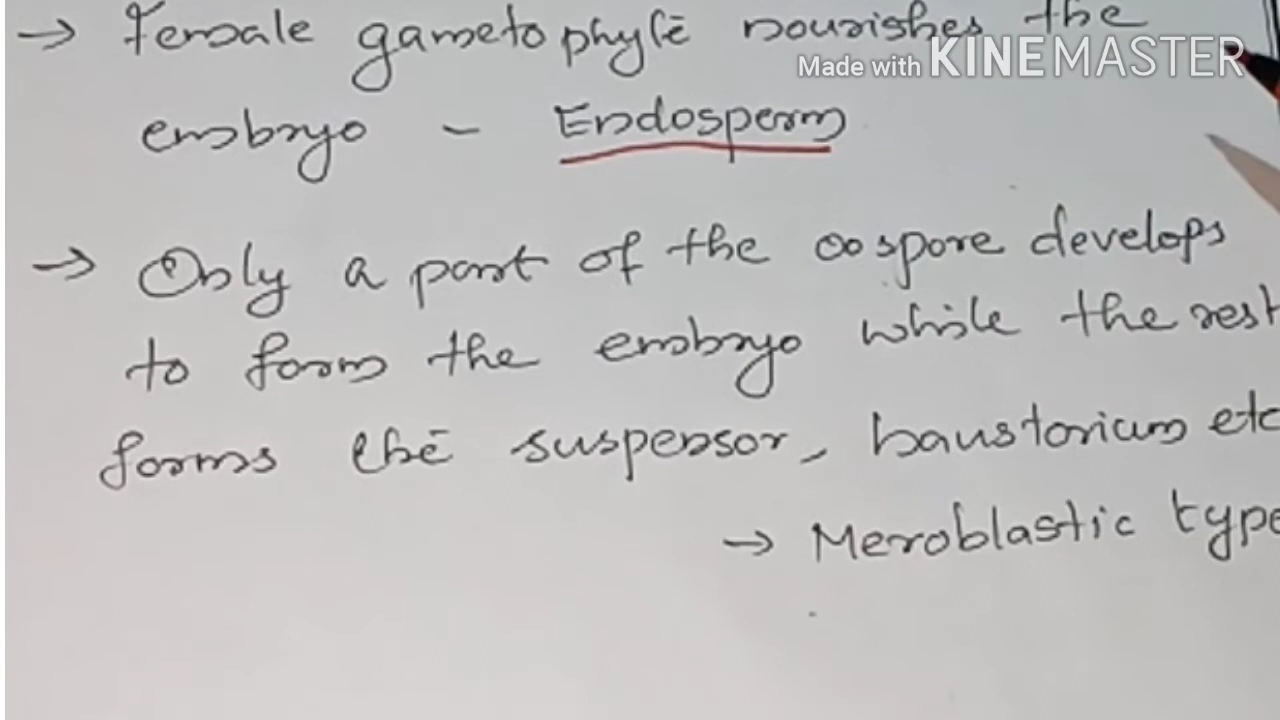 → Female gametophyte nourishes the
Made with KINEMASTER
embryo - Endosperm
→ Only a part of the oospore develops
to form the embryo while the rest
forms the suspensor, haustorium etc
→ Meroblastic type